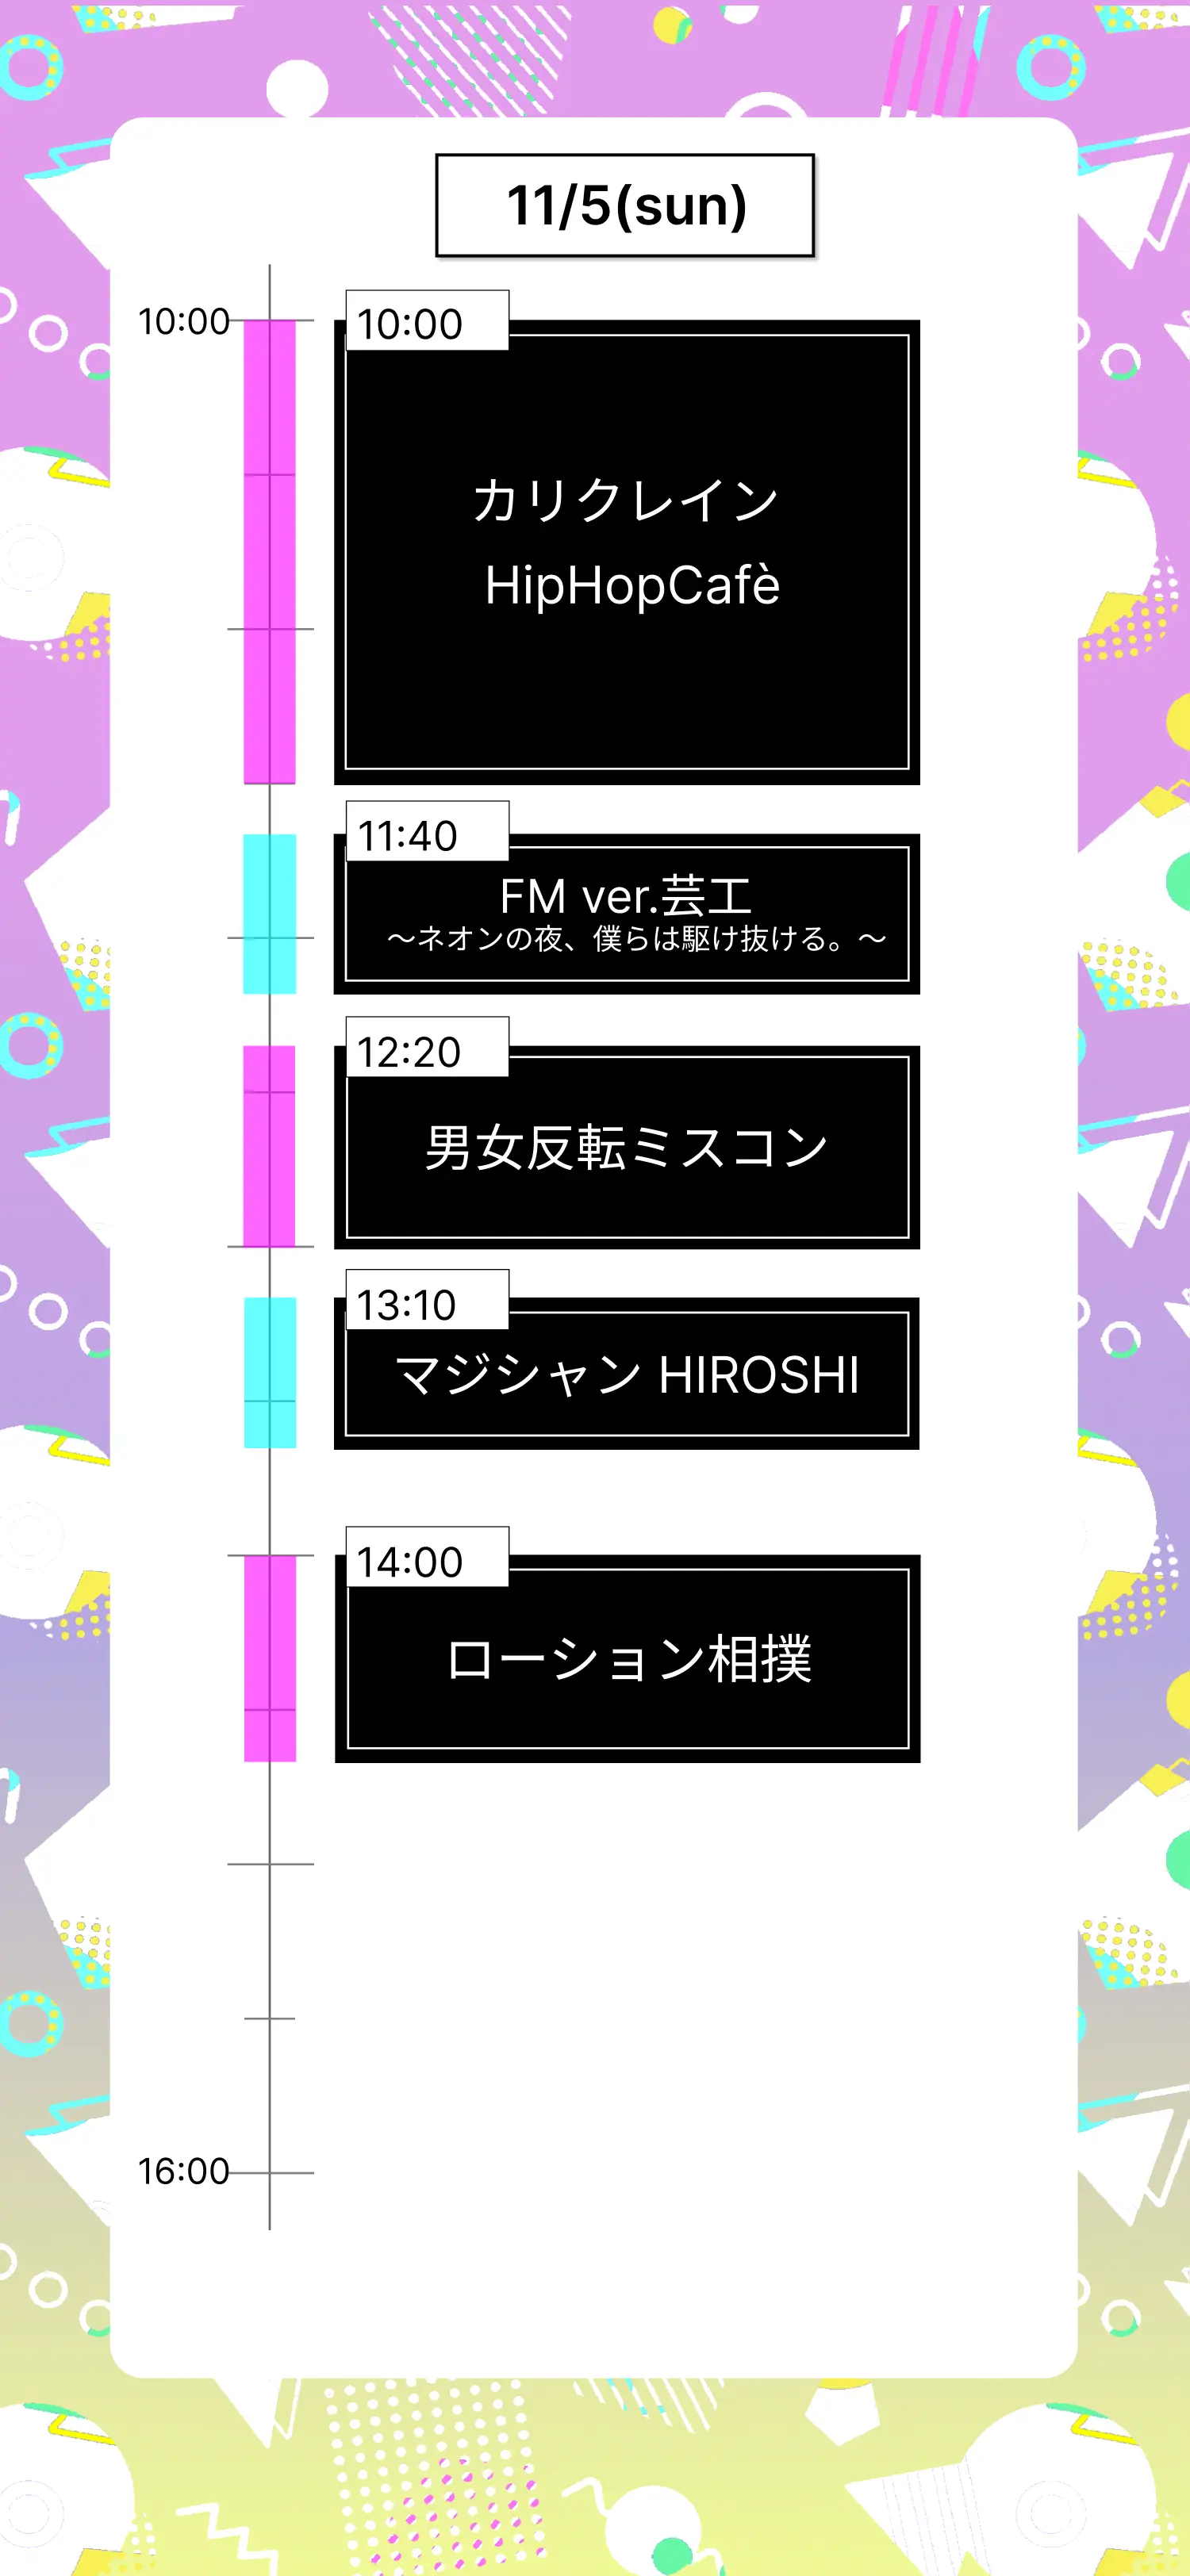 11/5(sun)
10:00
10:00
カリクレイン
HipHopCafè
11:40
FM ver.芸工
〜ネオンの夜、僕らは駆け抜ける。〜
12:20
男女反転ミスコン
13:10
マジシャン HIROSHI
14:00
ローション相撲
16:00